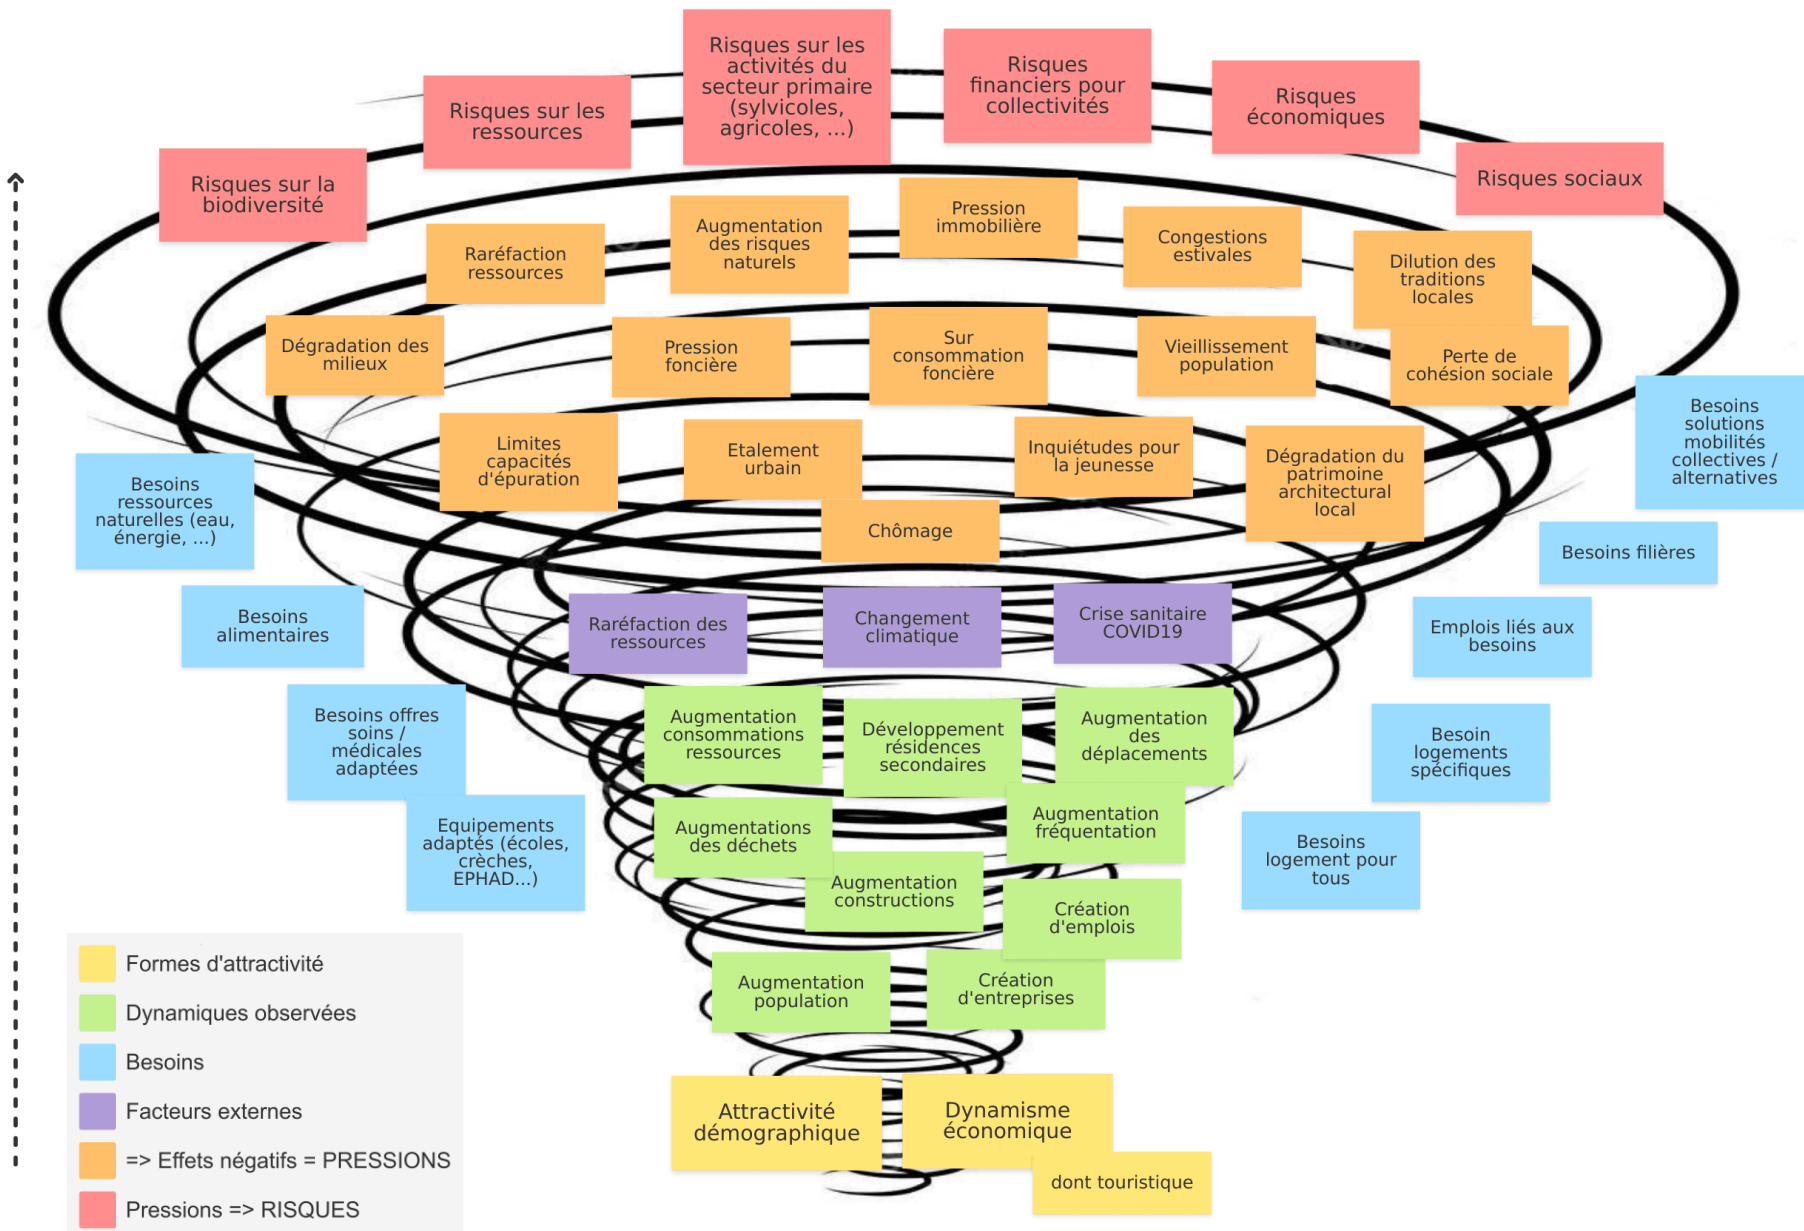 Risques sur les
activités du
secteur primaire
(sylvicoles,
agricoles, ...)
Risques
financiers pour
collectivités
Risques
économiques
Risques sur les
ressources
Risques sur la
biodiversité
Risques sociaux
Pression
immobilière
Augmentation
des risques
naturels
Congestions
estivales
Raréfaction
ressources
Dilution des
traditions
locales
Dégradation des
milieux
Pression
foncière
Sur
consommation
foncière
Vieillissement
population
Perte de
cohésion sociale
Besoins
solutions
mobilités
collectives /
alternatives
Limites
capacités
d'épuration
Etalement
urbain
Inquiétudes pour
la jeunesse
Dégradation du
patrimoine
architectural
local
Besoins
ressources
naturelles (eau,
énergie, ...)
Chômage
Besoins filières
Besoins
alimentaires
Raréfaction des
ressources
Changement
climatique
Crise sanitaire
COVID19
Emplois liés aux
besoins
Besoins offres
soins /
médicales
adaptées
Augmentation
consommations
ressources
Développement
résidences
secondaires
Augmentation
des
déplacements
Besoin
logements
spécifiques
Equipements
adaptés (écoles,
crèches,
EPHAD...)
Augmentations
des déchets
Augmentation
fréquentation
Besoins
logement pour
tous
Augmentation
constructions
Création
d'emplois
Augmentation
population
Création
d'entreprises
Attractivité
démographique
Dynamisme
économique
dont touristique
Formes d'attractivité
Dynamiques observées
Besoins
Facteurs externes
=> Effets négatifs = PRESSIONS
Pressions => RISQUES